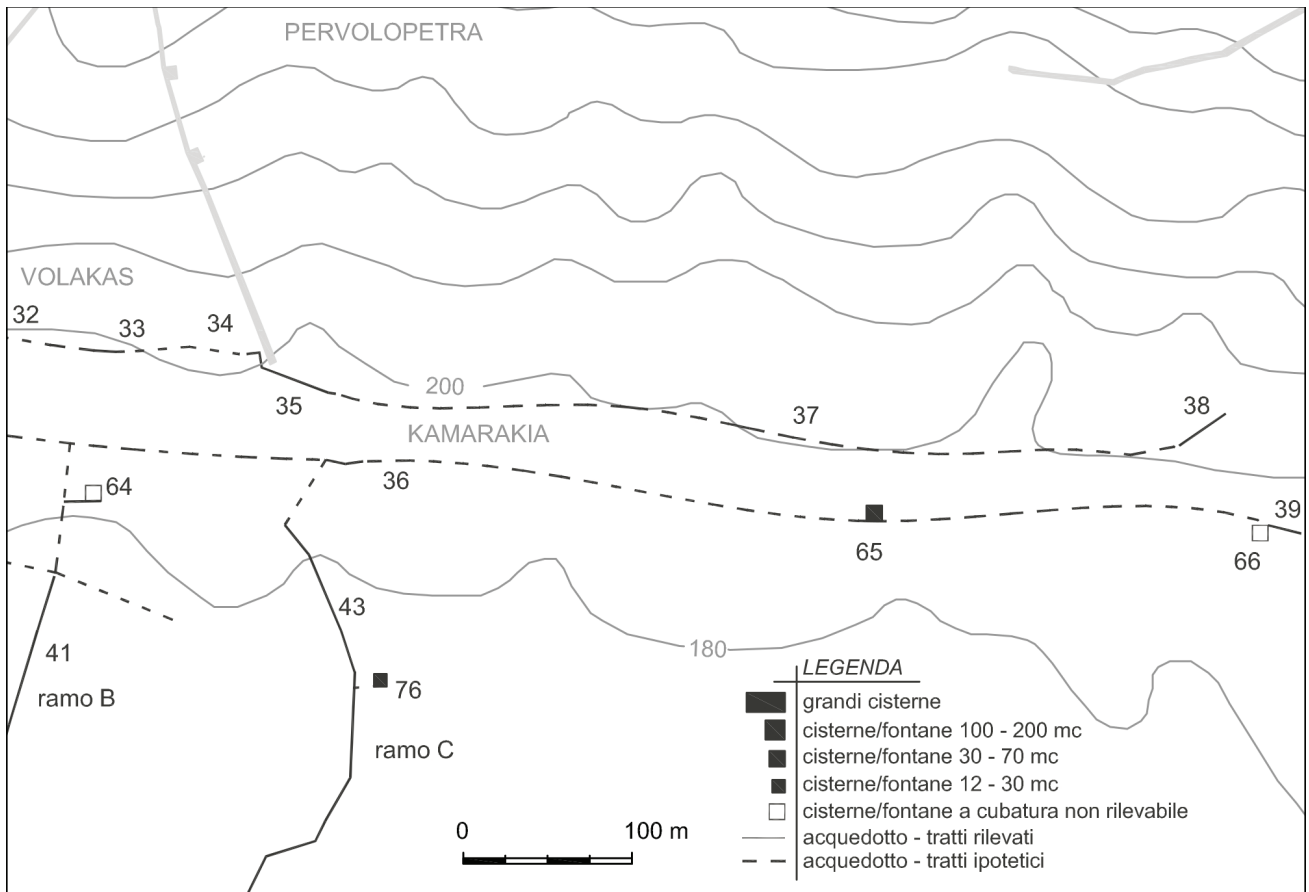 PERVOLOPETRA
VOLAKAS
32
33
34
200
35
37
38
KAMARAKIA
36
64
39
65
66
43
41
180
ramo B
76
ramo C
LEGENDA
grandi cisterne
cisterne/fontane 100 - 200 mc
cisterne/fontane 30 - 70 mc
cisterne/fontane 12 - 30 mc
cisterne/fontane a cubatura non rilevabile
acquedotto - tratti rilevati
acquedotto - tratti ipotetici
0 100 m